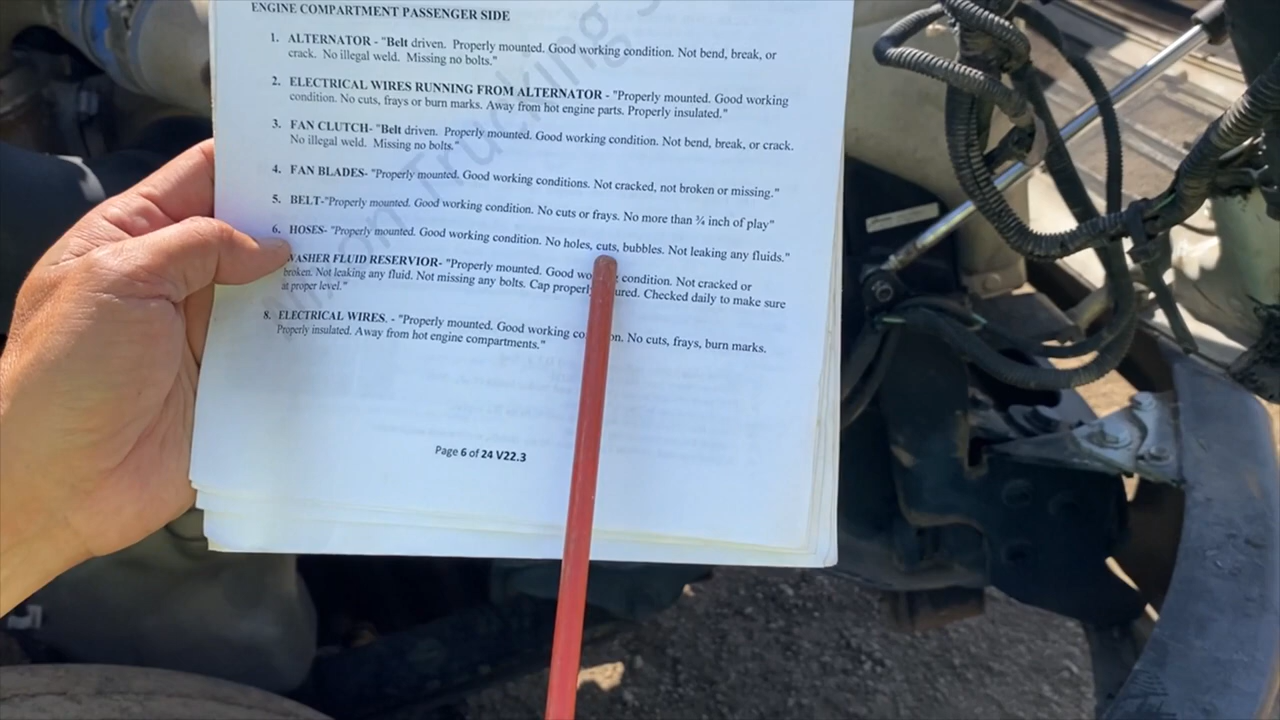 ENGINE COMPARTMENT PASSENGER SIDE
1. ALTERNATOR - "Belt driven. Properly mounted. Good working condition. Not bend, break, or
crack. No illegal weld. Missing no bolts."
2. ELECTRICAL WIRES RUNNING FROM ALTERNATOR - "Properly mounted. Good working
condition. No cuts, frays or burn marks. Away from hot engine parts. Properly insulated."
3. FAN CLUTCH- "Belt driven. Properly mounted. Good working condition. Not bend, break, or crack.
No illegal weld. Missing no bolts."
4. FAN BLADES- "Properly mounted. Good working conditions. Not cracked, not broken or missing."
5. BELT-"Properly mounted. Good working condition. No cuts or frays. No more than ¾ inch of play"
6. HOSES- "Properly mounted. Good working condition. No holes, cuts, bubbles. Not leaking any fluids."
WASHER FLUID RESERVIOR- "Properly mounted. Good condition. Not cracked or
broken. Not leaking any fluid. Not missing any bolts. Cap Checked daily to make sure
at proper level."
8. ELECTRICAL WIRES. - "Properly mounted. Good working No cuts, frays, burn marks.
Properly insulated. Away from hot engine compartments."
Trucking
Page 6 of 24 V22.3